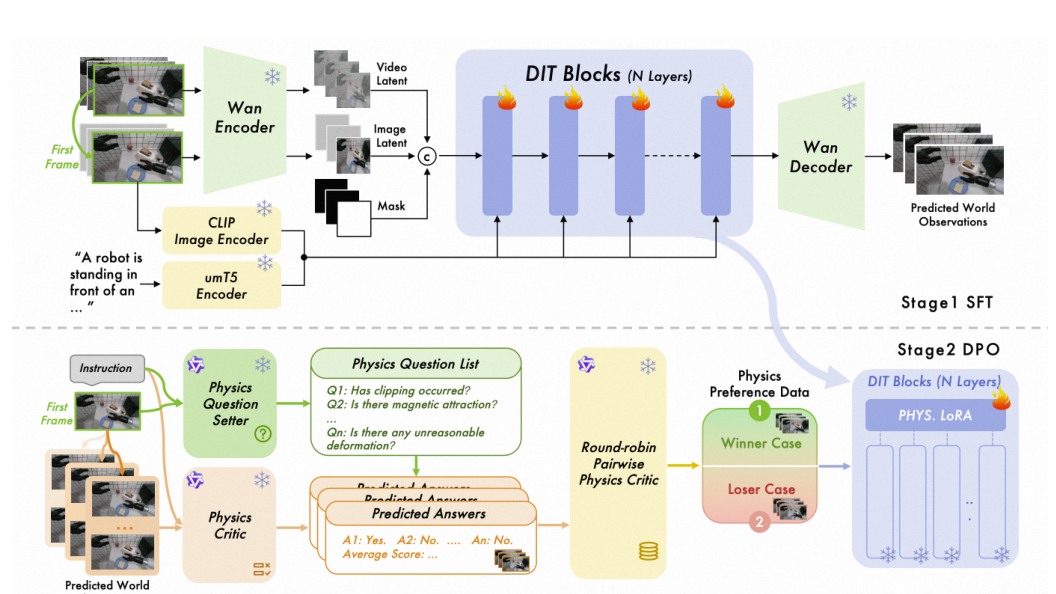 Wan
Encoder
First
Frame
Video
Latent
Image
Latent
Mask
C
DIT Blocks (N Layers)
Wan
Decoder
Predicted World
Observations
CLIP
Image Encoder
umT5
Encoder
“A robot is
standing in
front of an
... ”
Stage1 SFT
Stage2 DPO
Instruction
First
Frame
Predicted World
Physics
Question
Setter
?
Physics
Critic
Physics Question List
Q1: Has clipping occurred?
Q2: Is there magnetic attraction?
...
Qn: Is there any unreasonable
deformation?
Predicted Answers
Predicted Answers
Predicted Answers
A1: Yes. A2: No. .... An: No.
Average Score: ...
Round-robin
Pairwise
Physics Critic
Physics
Preference Data
1
Winner Case
Loser Case
2
DIT Blocks (N Layers)
PHYS. LoRA